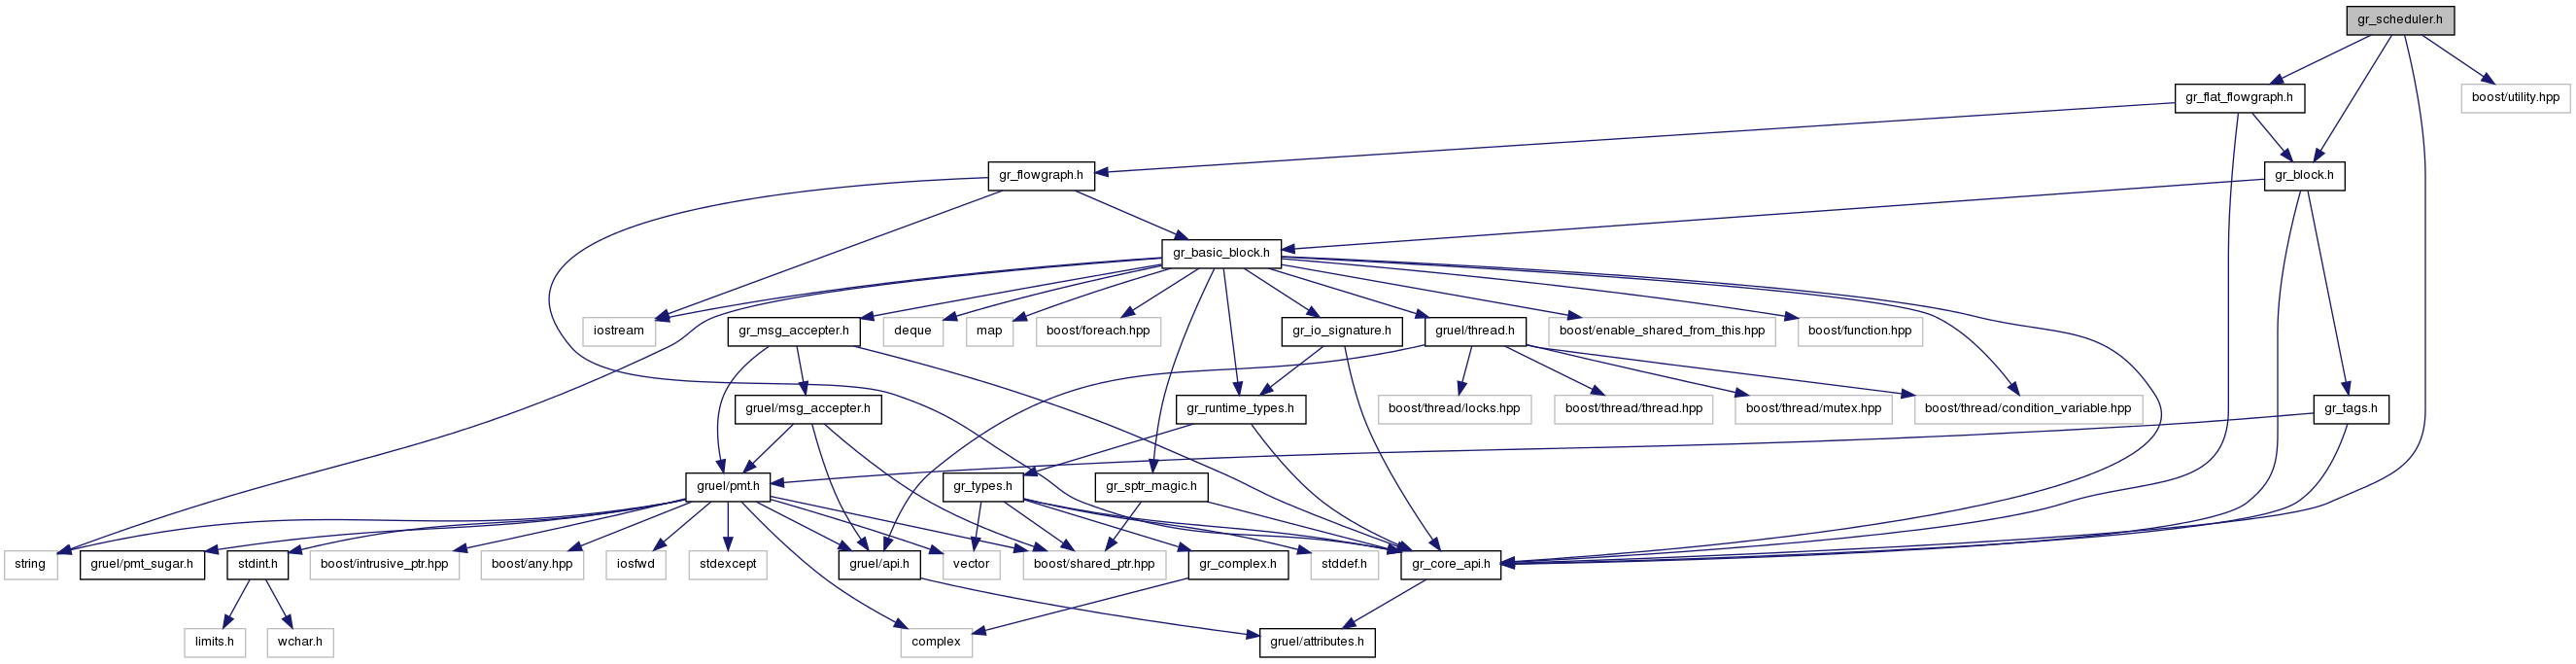 gr_scheduler.h
gr_flat_flowgraph.h
boost/utility.hpp
gr_flowgraph.h
gr_block.h
gr_basic_block.h
iostream
gr_msg_accepter.h
deque
map
boost/foreach.hpp
gr_io_signature.h
gruel/thread.h
boost/enable_shared_from_this.hpp
boost/function.hpp
gruel/msg_accepter.h
gr_runtime_types.h
boost/thread/locks.hpp
boost/thread/thread.hpp
boost/thread/mutex.hpp
boost/thread/condition_variable.hpp
gr_tags.h
gruel/pmt.h
gr_types.h
gr_sptr_magic.h
string
gruel/pmt_sugar.h
stdint.h
boost/intrusive_ptr.hpp
boost/any.hpp
iosfwd
stdexcept
gruel/api.h
vector
boost/shared_ptr.hpp
gr_complex.h
stddef.h
gr_core_api.h
limits.h
wchar.h
complex
gruel/attributes.h